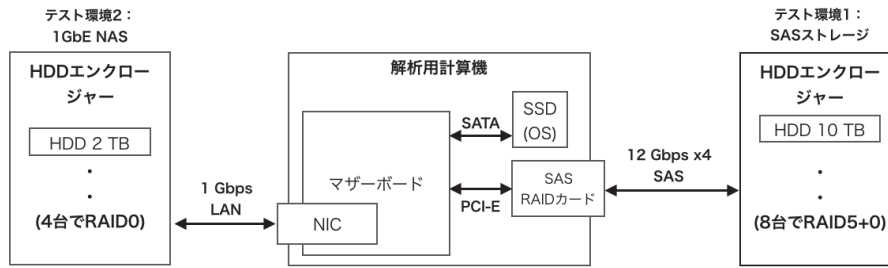 テスト環境2：
1GbE NAS
HDDエンクロー
ジャー
HDD 2 TB
・
・
(4台でRAID0)
1 Gbps
LAN
解析用計算機
マザーボード
NIC
SATA
SSD
(OS)
PCI-E
SAS
RAIDカード
12 Gbps x4
SAS
テスト環境1：
SASストレージ
HDDエンクロー
ジャー
HDD 10 TB
・
・
(8台でRAID5+0)